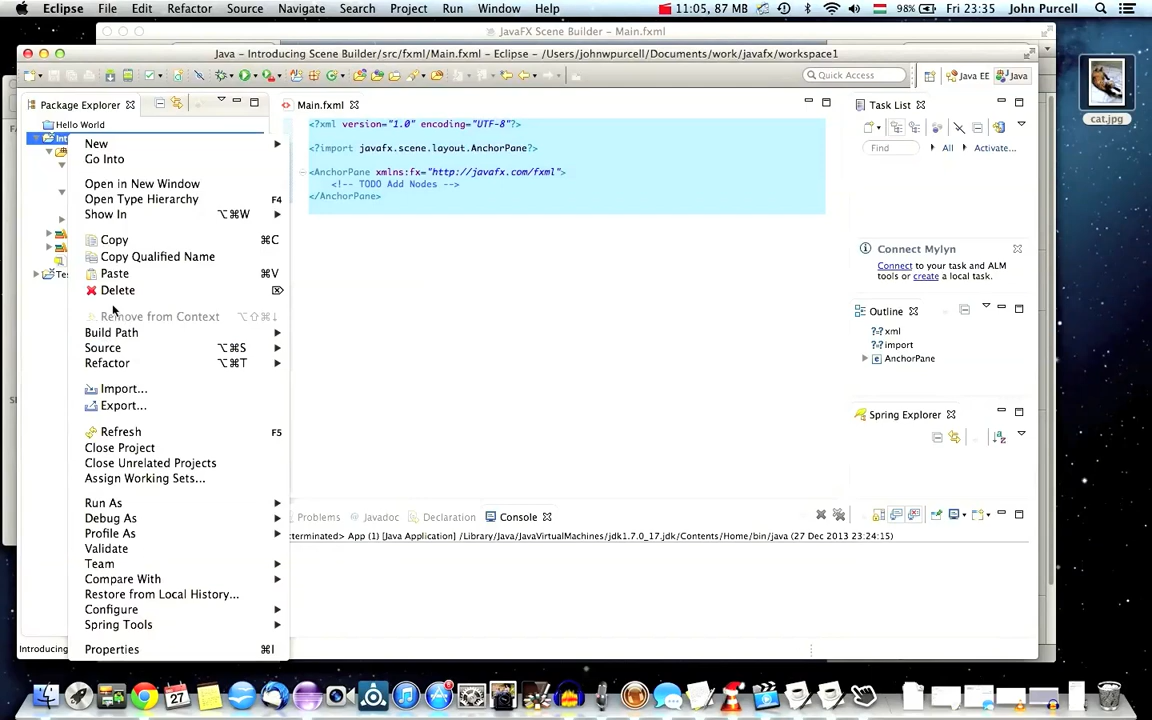 Eclipse File Edit Refactor Source Navigate Search Project Run Window Help 11:05, 87 MB 98% Fri 23:35 John Purcell
JavaFX Scene Builder - Main.fxml
Java - Introducing Scene Builder/src/fxml/Main.fxml - Eclipse - /Users/johnwpurcell/Documents/work/javafx/workspace1
Quick Access Java EE Java
Package Explorer
Hello World
New
Go Into
Open in New Window
Open Type Hierarchy F4
Show In ⌥⌘W
Copy ⌘C
Copy Qualified Name
Paste ⌘V
Delete ⌦
Remove from Context ⌥⇧⌘↓
Build Path
Source ⌥⌘S
Refactor ⌥⌘T
Import...
Export...
Refresh F5
Close Project
Close Unrelated Projects
Assign Working Sets...
Run As
Debug As
Profile As
Validate
Team
Compare With
Restore from Local History...
Configure
Spring Tools
Properties ⌘I
Introducing
Main.fxml
<?xml version="1.0" encoding="UTF-8"?>
<?import javafx.scene.layout.AnchorPane?>
<AnchorPane xmlns:fx="http://javafx.com/fxml">
<!-- TODO Add Nodes -->
</AnchorPane>
Problems Javadoc Declaration Console
terminated> App (1) [Java Application] /Library/Java/JavaVirtualMachines/jdk1.7.0_17.jdk/Contents/Home/bin/java (27 Dec 2013 23:24:15)
Task List
Find All Activate...
Connect Mylyn
Connect to your task and ALM
tools or create a local task.
Outline
xml
import
AnchorPane
Spring Explorer
cat.jpg